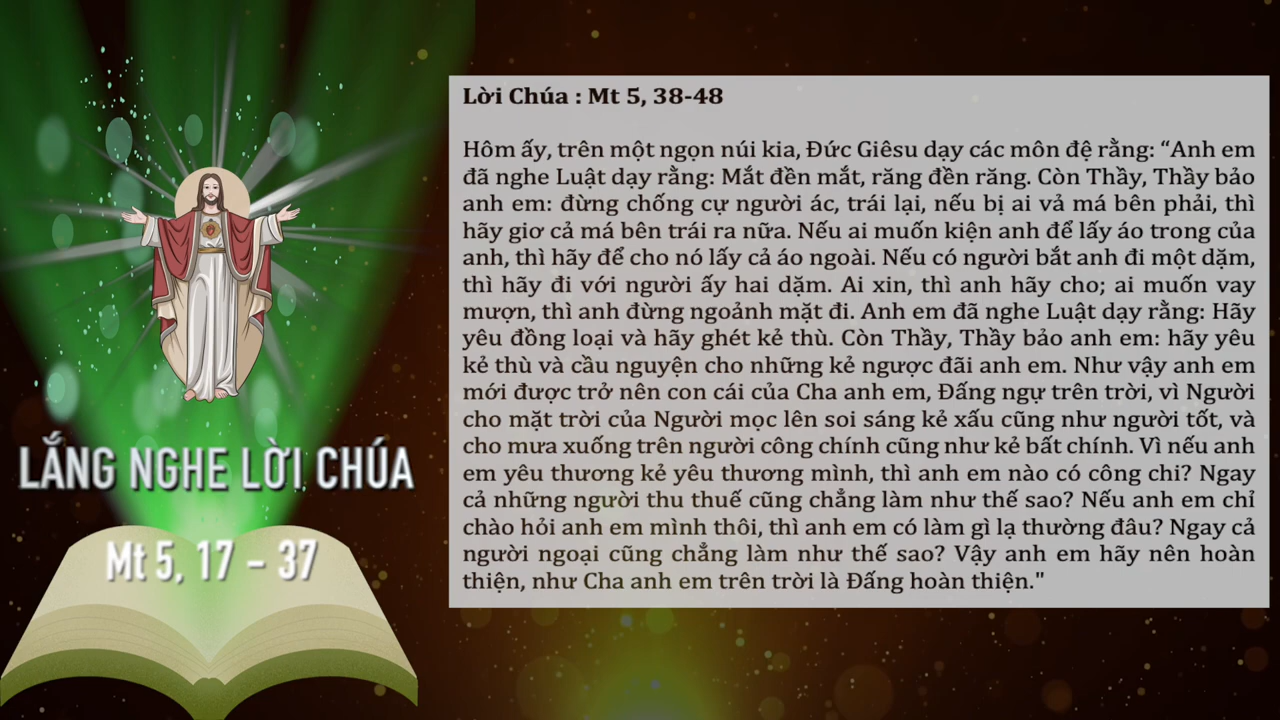 LẮNG NGHE LỜI CHÚA
Mt 5, 17 – 37
Lời Chúa : Mt 5, 38-48
Hôm ấy, trên một ngọn núi kia, Đức Giêsu dạy các môn đệ rằng: “Anh em
đã nghe Luật dạy rằng: Mắt đền mắt, răng đền răng. Còn Thầy, Thầy bảo
anh em: đừng chống cự người ác, trái lại, nếu bị ai vả má bên phải, thì
hãy giơ cả má bên trái ra nữa. Nếu ai muốn kiện anh để lấy áo trong của
anh, thì hãy để cho nó lấy cả áo ngoài. Nếu có người bắt anh đi một dặm,
thì hãy đi với người ấy hai dặm. Ai xin, thì anh hãy cho; ai muốn vay
mượn, thì anh đừng ngoảnh mặt đi. Anh em đã nghe Luật dạy rằng: Hãy
yêu đồng loại và hãy ghét kẻ thù. Còn Thầy, Thầy bảo anh em: hãy yêu
kẻ thù và cầu nguyện cho những kẻ ngược đãi anh em. Như vậy anh em
mới được trở nên con cái của Cha anh em, Đấng ngự trên trời, vì Người
cho mặt trời của Người mọc lên soi sáng kẻ xấu cũng như người tốt, và
cho mưa xuống trên người công chính cũng như kẻ bất chính. Vì nếu anh
em yêu thương kẻ yêu thương mình, thì anh em nào có công chi? Ngay
cả những người thu thuế cũng chẳng làm như thế sao? Nếu anh em chỉ
chào hỏi anh em mình thôi, thì anh em có làm gì lạ thường đâu? Ngay cả
người ngoại cũng chẳng làm như thế sao? Vậy anh em hãy nên hoàn
thiện, như Cha anh em trên trời là Đấng hoàn thiện."